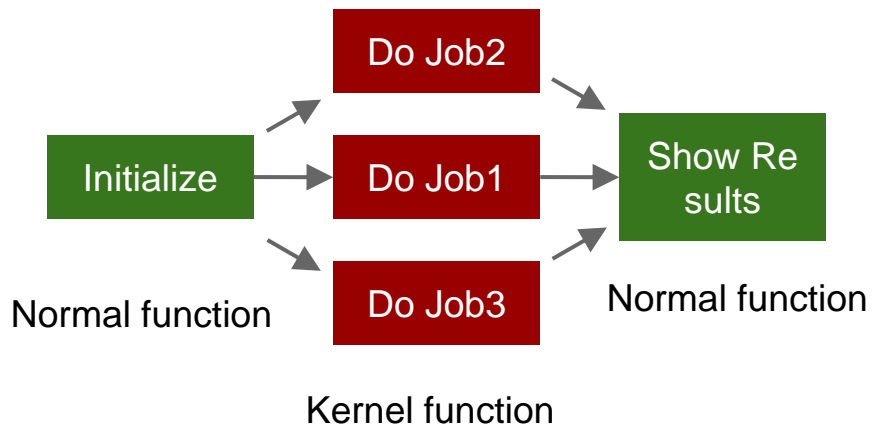 Do Job2
Initialize
Do Job1
Show Re
sults
Do Job3
Normal function
Normal function
Kernel function